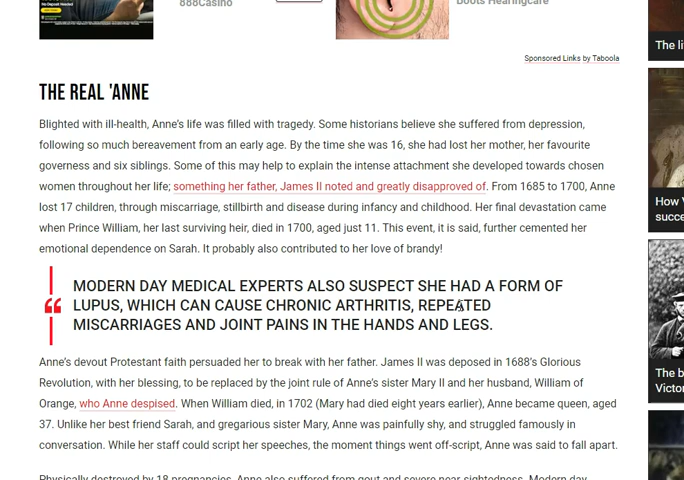 No Deposit Needed
888Casino
Boots Hearingcare
Sponsored Links by Taboola
The li
THE REAL 'ANNE
Blighted with ill-health, Anne's life was filled with tragedy. Some historians believe she suffered from depression,
following so much bereavement from an early age. By the time she was 16, she had lost her mother, her favourite
governess and six siblings. Some of this may help to explain the intense attachment she developed towards chosen
women throughout her life; something her father, James II noted and greatly disapproved of. From 1685 to 1700, Anne
lost 17 children, through miscarriage, stillbirth and disease during infancy and childhood. Her final devastation came
when Prince William, her last surviving heir, died in 1700, aged just 11. This event, it is said, further cemented her
emotional dependence on Sarah. It probably also contributed to her love of brandy!
How V
succe
MODERN DAY MEDICAL EXPERTS ALSO SUSPECT SHE HAD A FORM OF
LUPUS, WHICH CAN CAUSE CHRONIC ARTHRITIS, REPEATED
MISCARRIAGES AND JOINT PAINS IN THE HANDS AND LEGS.
Anne's devout Protestant faith persuaded her to break with her father. James II was deposed in 1688's Glorious
Revolution, with her blessing, to be replaced by the joint rule of Anne's sister Mary II and her husband, William of
Orange, who Anne despised. When William died, in 1702 (Mary had died eight years earlier), Anne became queen, aged
37. Unlike her best friend Sarah, and gregarious sister Mary, Anne was painfully shy, and struggled famously in
conversation. While her staff could script her speeches, the moment things went off-script, Anne was said to fall apart.
The b
Victor
Physically destroyed by 18 pregnancies, Anne also suffered from gout and severe near-sightedness. Modern day